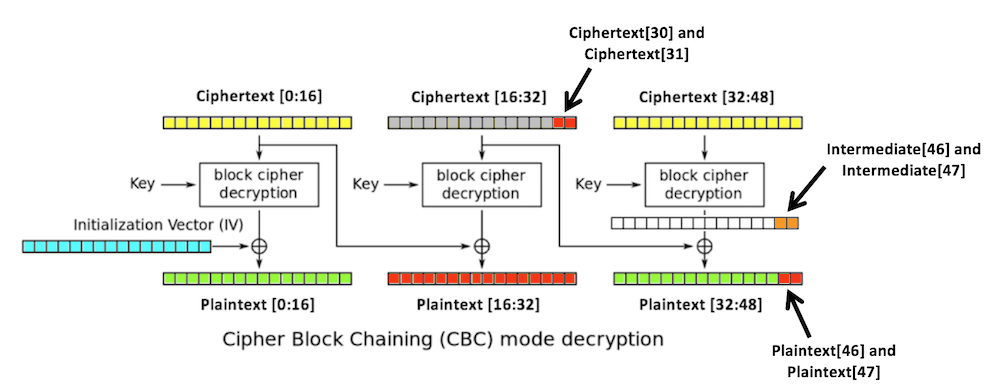 Ciphertext[30] and
Ciphertext[31]
Ciphertext [0:16]
Ciphertext [16:32]
Ciphertext [32:48]
Intermediate[46] and
Intermediate[47]
Key
block cipher
decryption
Key
block cipher
decryption
Key
block cipher
decryption
Initialization Vector (IV)
Plaintext [0:16]
Plaintext [16:32]
Plaintext [32:48]
Cipher Block Chaining (CBC) mode decryption
Plaintext[46] and
Plaintext[47]